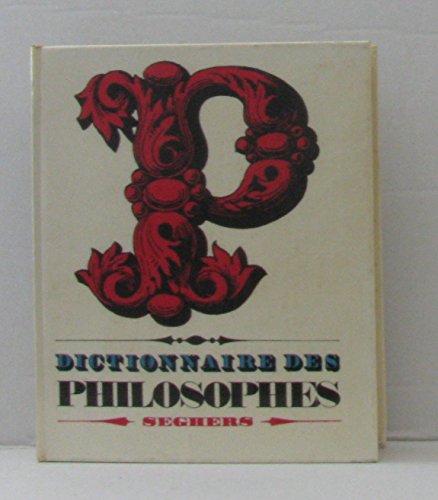 P
DICTIONNAIRE DES
PHILOSOPHES
SEGHERS